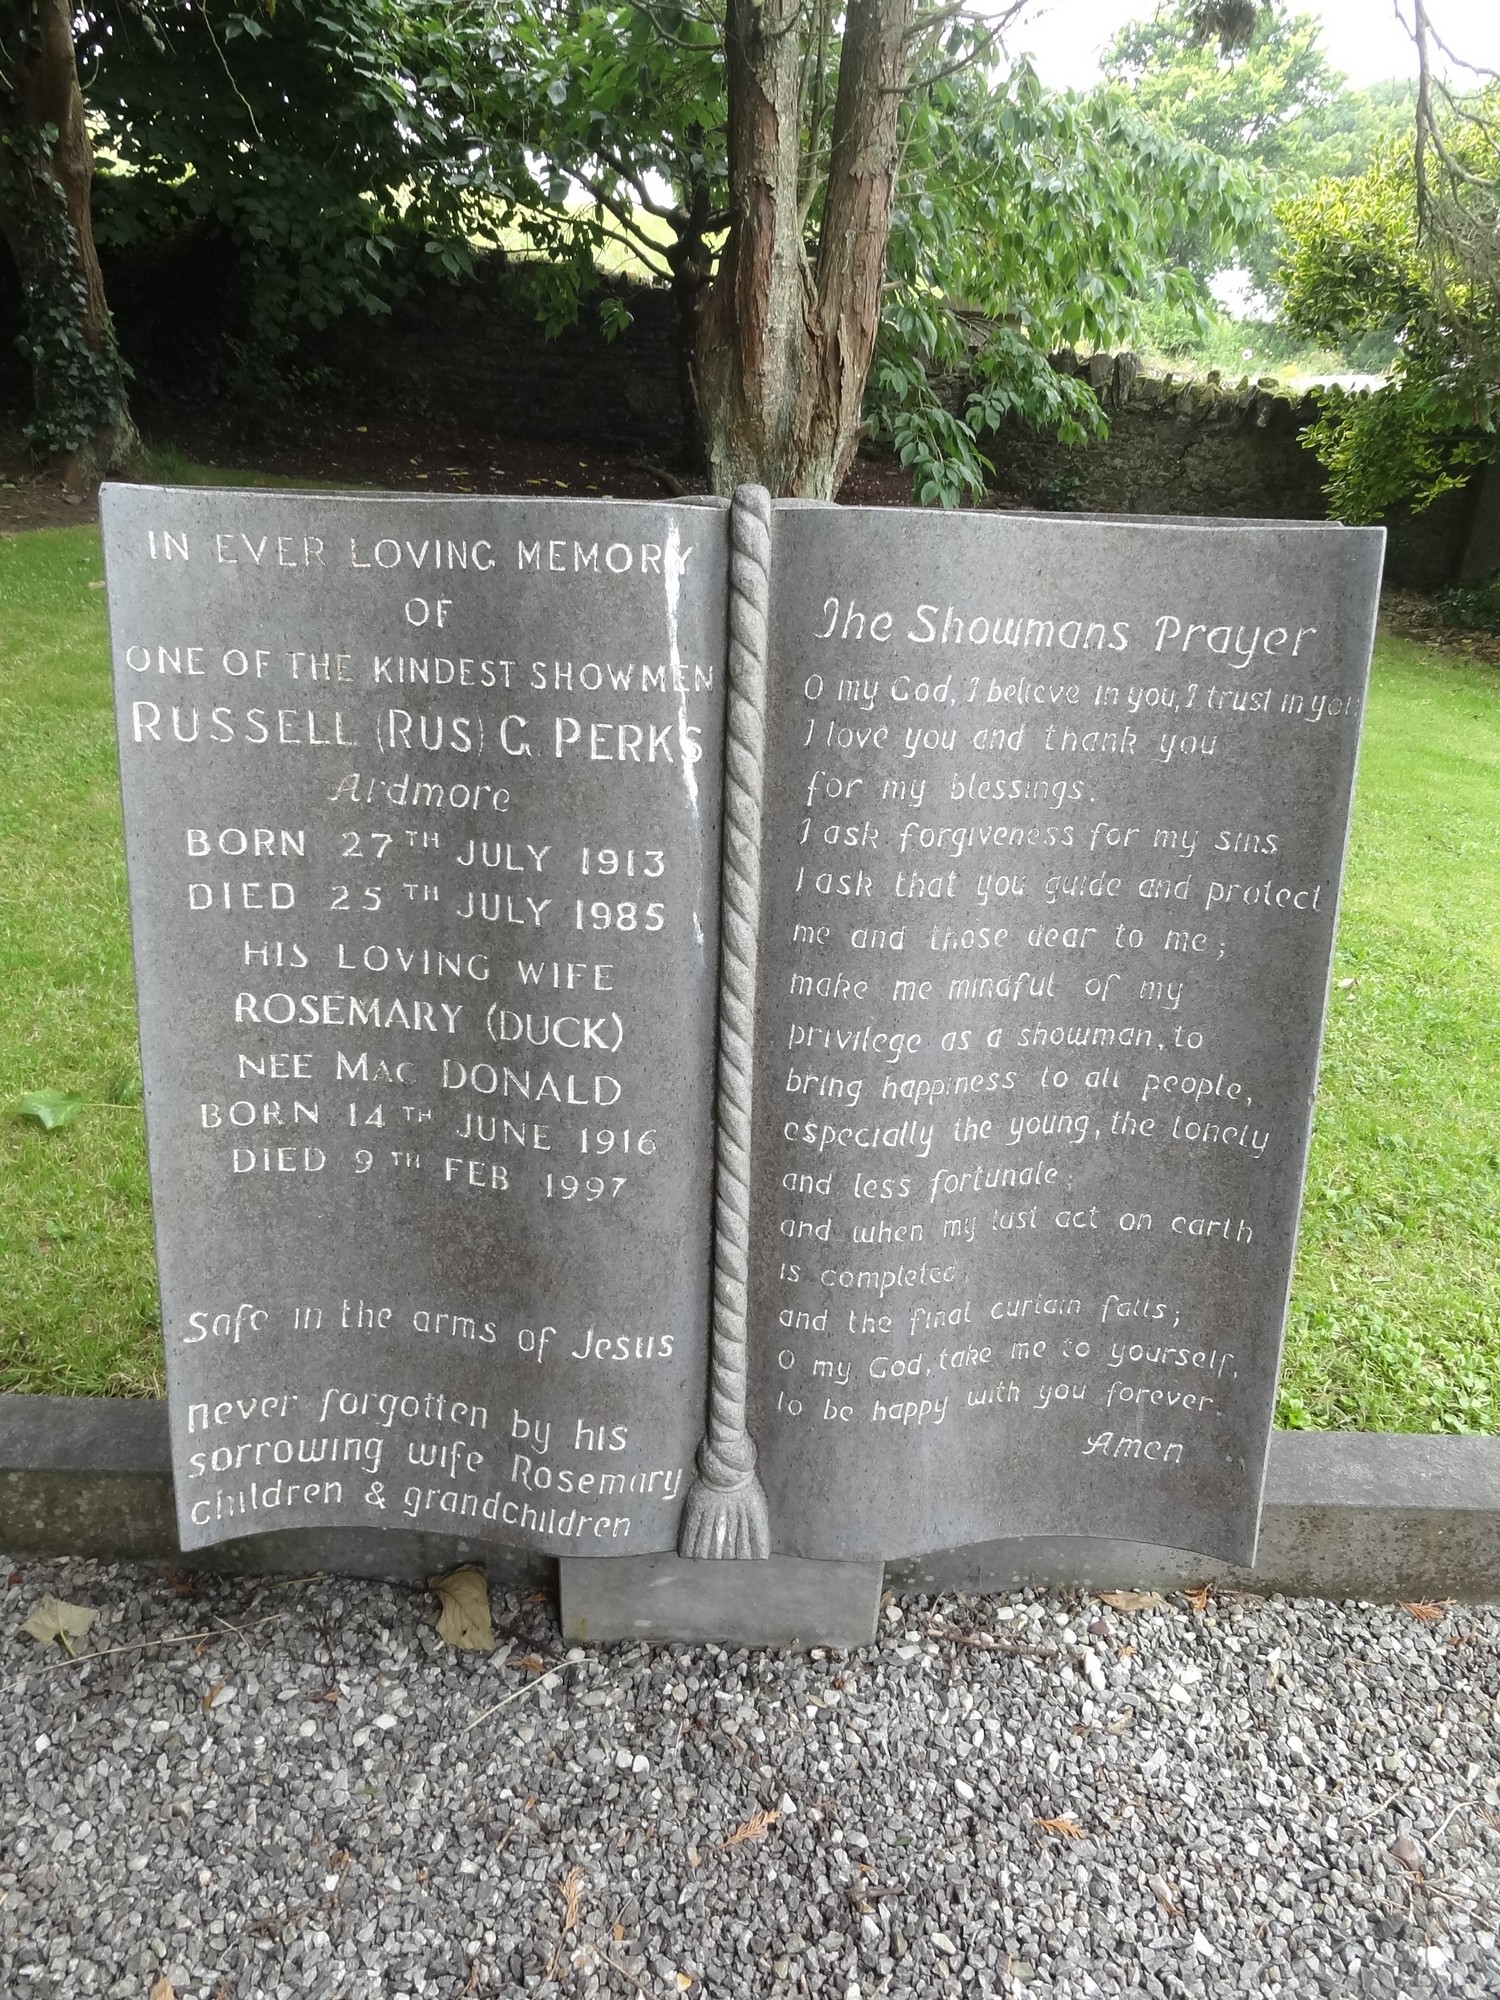 IN EVER LOVING MEMORY
OF
ONE OF THE KINDEST SHOWMEN
RUSSELL (RUS) G. PERKS
Ardmore
BORN 27TH JULY 1913
DIED 25TH JULY 1985
HIS LOVING WIFE
ROSEMARY (DUCK)
NEE MAC DONALD
BORN 14TH JUNE 1916
DIED 9TH FEB 1997
Safe in the arms of Jesus
never forgotten by his
sorrowing wife Rosemary
children & grandchildren
The Showmans Prayer
O my God, I believe in you, I trust in you
I love you and thank you
for my blessings.
I ask forgiveness for my sins
I ask that you guide and protect
me and those dear to me;
make me mindful of my
privilege as a showman, to
bring happiness to all people,
especially the young, the lonely
and less fortunate;
and when my last act on earth
is completed,
and the final curtain falls;
O my God, take me to yourself,
to be happy with you forever.
Amen